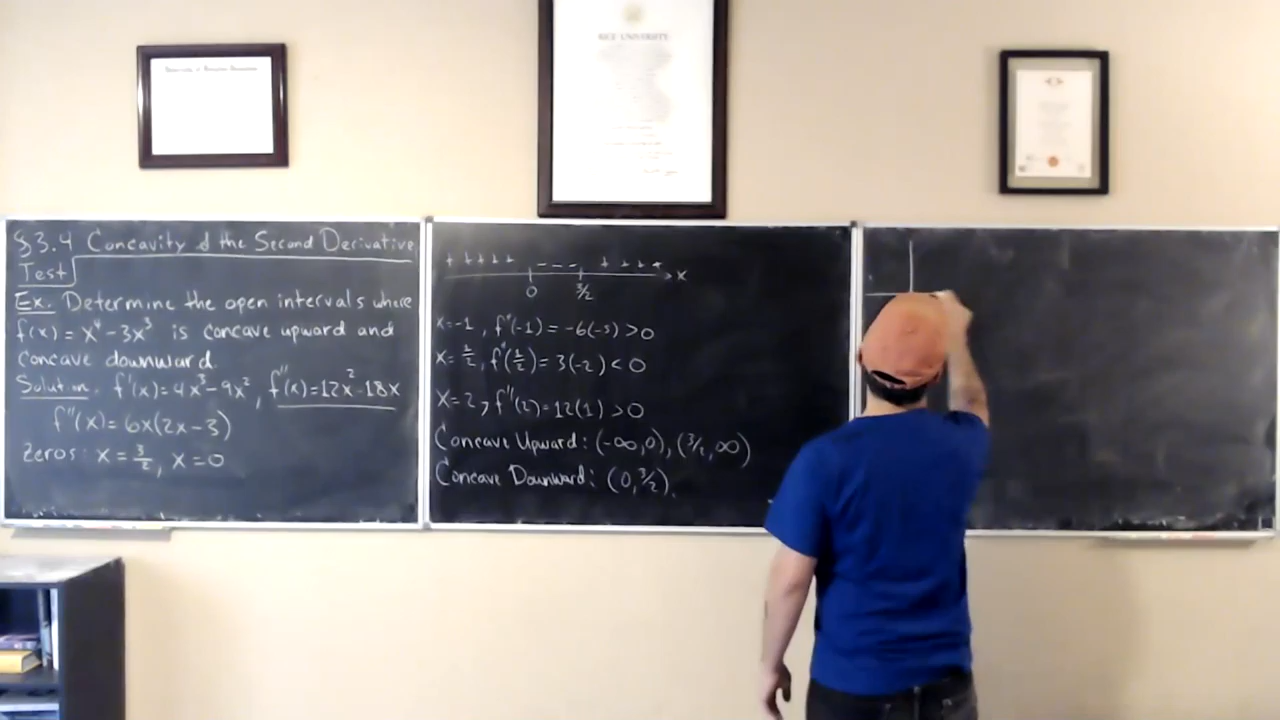 RICE UNIVERSITY
§3.4 Concavity & the Second Derivative
Test
Ex. Determine the open intervals where
f(x) = x⁴ - 3x³ is concave upward and
concave downward.
Solution. f'(x) = 4x³ - 9x², f''(x) = 12x² - 18x
f''(x) = 6x(2x - 3)
Zeros: x = 3/2, x = 0
+ + + + + - - - + + + + x
0 3/2
x = -1, f''(-1) = -6(-5) > 0
x = 1/2, f''(1/2) = 3(-2) < 0
x = 2, f''(2) = 12(1) > 0
Concave Upward: (-∞, 0), (3/2, ∞)
Concave Downward: (0, 3/2).